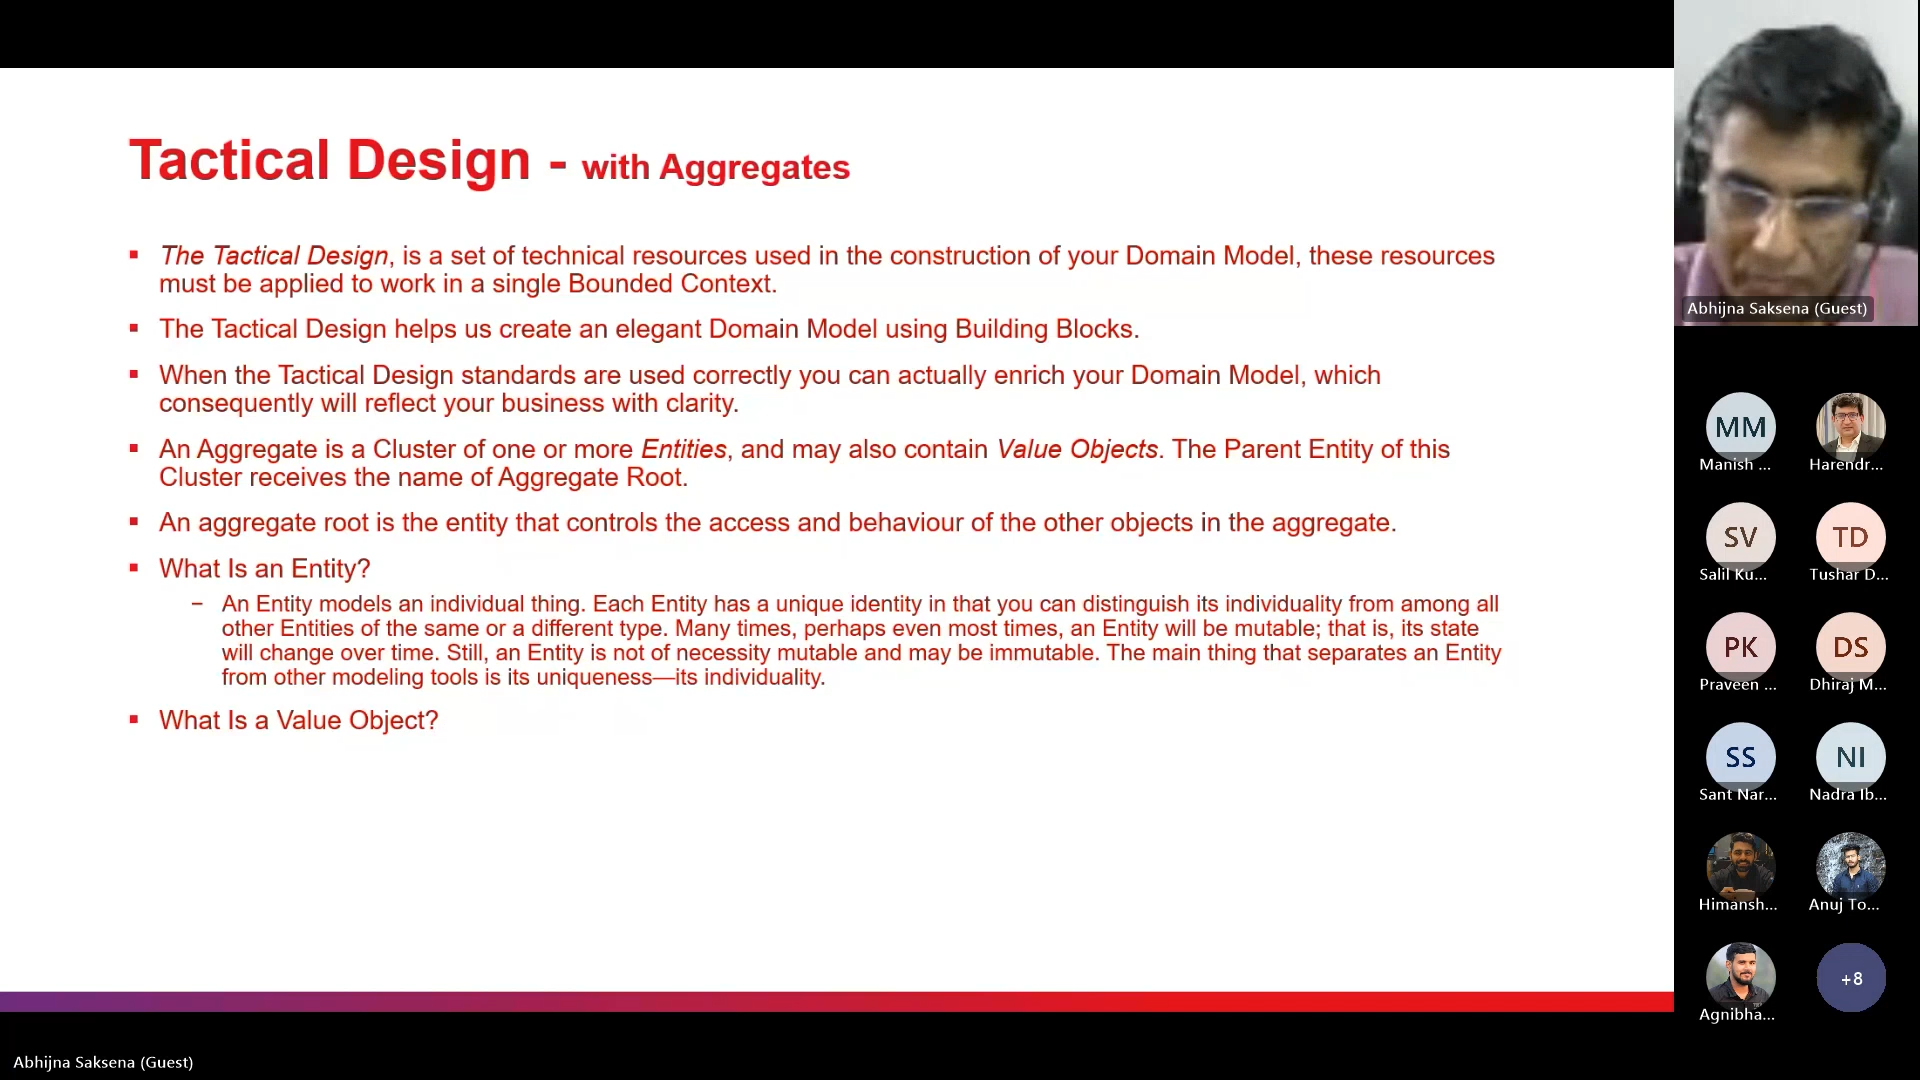 Tactical Design - with Aggregates
The Tactical Design, is a set of technical resources used in the construction of your Domain Model, these resources
must be applied to work in a single Bounded Context.
The Tactical Design helps us create an elegant Domain Model using Building Blocks.
When the Tactical Design standards are used correctly you can actually enrich your Domain Model, which
consequently will reflect your business with clarity.
An Aggregate is a Cluster of one or more Entities, and may also contain Value Objects. The Parent Entity of this
Cluster receives the name of Aggregate Root.
An aggregate root is the entity that controls the access and behaviour of the other objects in the aggregate.
What Is an Entity?
– An Entity models an individual thing. Each Entity has a unique identity in that you can distinguish its individuality from among all
other Entities of the same or a different type. Many times, perhaps even most times, an Entity will be mutable; that is, its state
will change over time. Still, an Entity is not of necessity mutable and may be immutable. The main thing that separates an Entity
from other modeling tools is its uniqueness—its individuality.
What Is a Value Object?
Abhijna Saksena (Guest)
MM
Manish ...
Harendr...
SV
Salil Ku...
TD
Tushar D...
PK
Praveen ...
DS
Dhiraj M...
SS
Sant Nar...
NI
Nadra Ib...
Himansh...
Anuj To...
Agnibha...
+8
Abhijna Saksena (Guest)